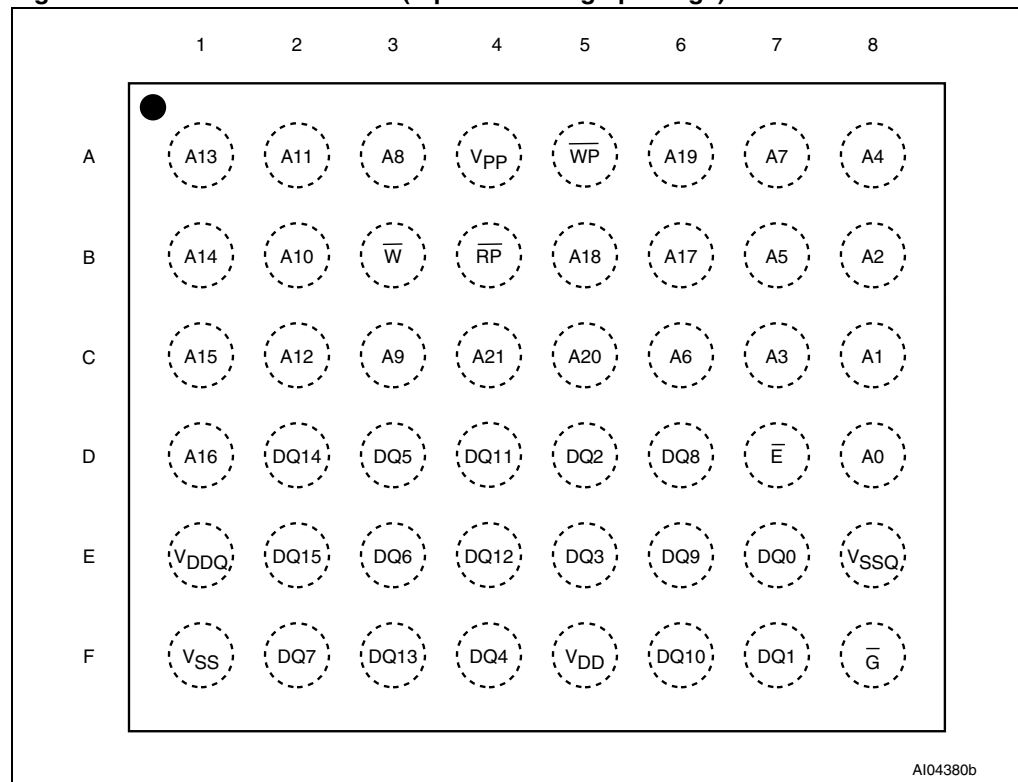 1 2 3 4 5 6 7 8
A A13 A11 A8 VPP W̅P̅ A19 A7 A4
B A14 A10 W̅ R̅P̅ A18 A17 A5 A2
C A15 A12 A9 A21 A20 A6 A3 A1
D A16 DQ14 DQ5 DQ11 DQ2 DQ8 E̅ A0
E VDDQ DQ15 DQ6 DQ12 DQ3 DQ9 DQ0 VSSQ
F VSS DQ7 DQ13 DQ4 VDD DQ10 DQ1 G̅
AI04380b